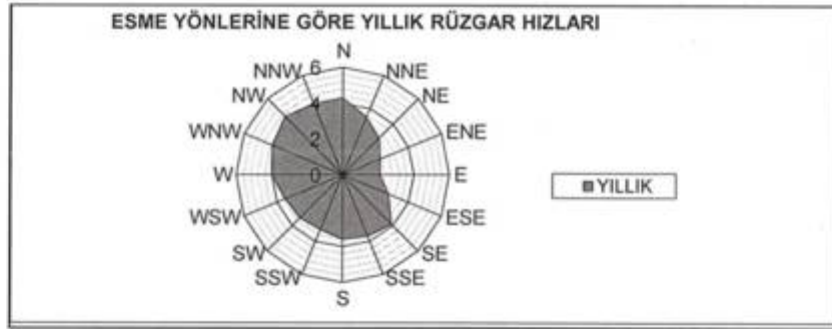 ESME YÖNLERİNE GÖRE YILLIK RÜZGAR HIZLARI
N
NNW
6
NNE
NW
4
NE
WNW
2
ENE
W
0
E
YILLIK
WSW
ESE
SW
SE
SSW
SSE
S